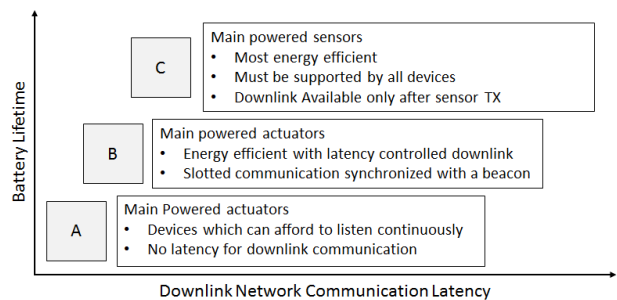 Battery Lifetime
C
Main powered sensors
• Most energy efficient
• Must be supported by all devices
• Downlink Available only after sensor TX
B
Main powered actuators
• Energy efficient with latency controlled downlink
• Slotted communication synchronized with a beacon
A
Main Powered actuators
• Devices which can afford to listen continuously
• No latency for downlink communication
Downlink Network Communication Latency